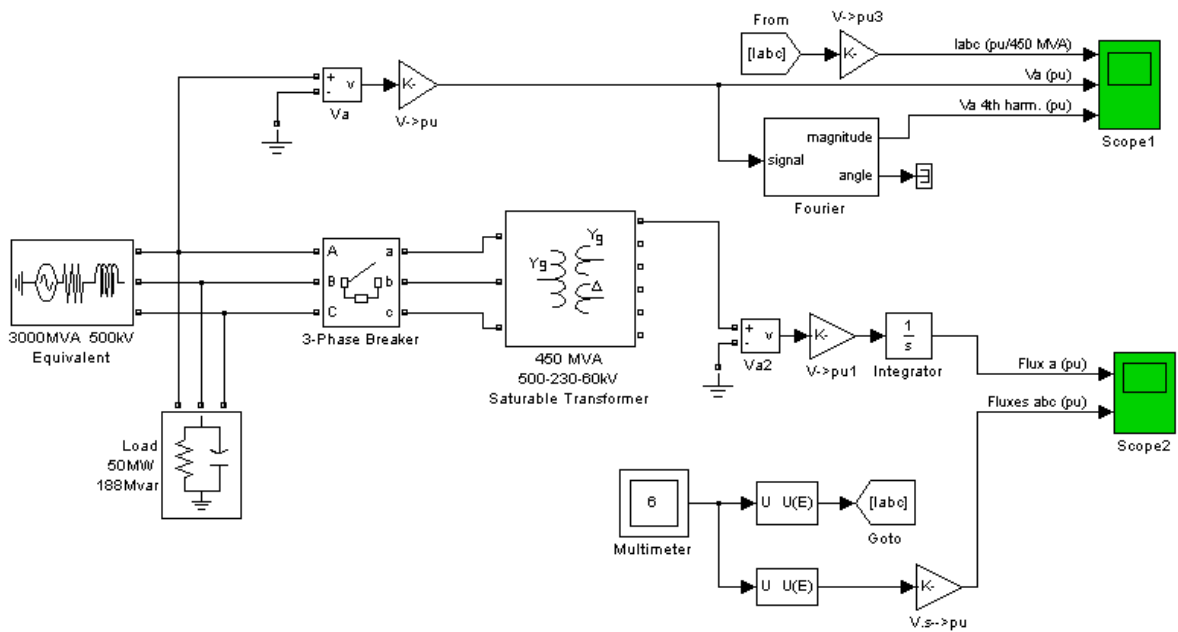 From
V->pu3
[Iabc]
K-
Iabc (pu/450 MVA)
Va (pu)
Va 4th harm. (pu)
Scope1
+
-
v
Va
K-
V->pu
signal
magnitude
angle
Fourier
3000MVA 500kV
Equivalent
A
B
C
a
b
c
3-Phase Breaker
Yg
Yg
Δ
450 MVA
500-230-60kV
Saturable Transformer
+
-
v
Va2
K-
V->pu1
1
s
Integrator
Flux a (pu)
Fluxes abc (pu)
Scope2
Load
50MW
188Mvar
6
Multimeter
U U(E)
[Iabc]
Goto
U U(E)
K-
V.s-->pu